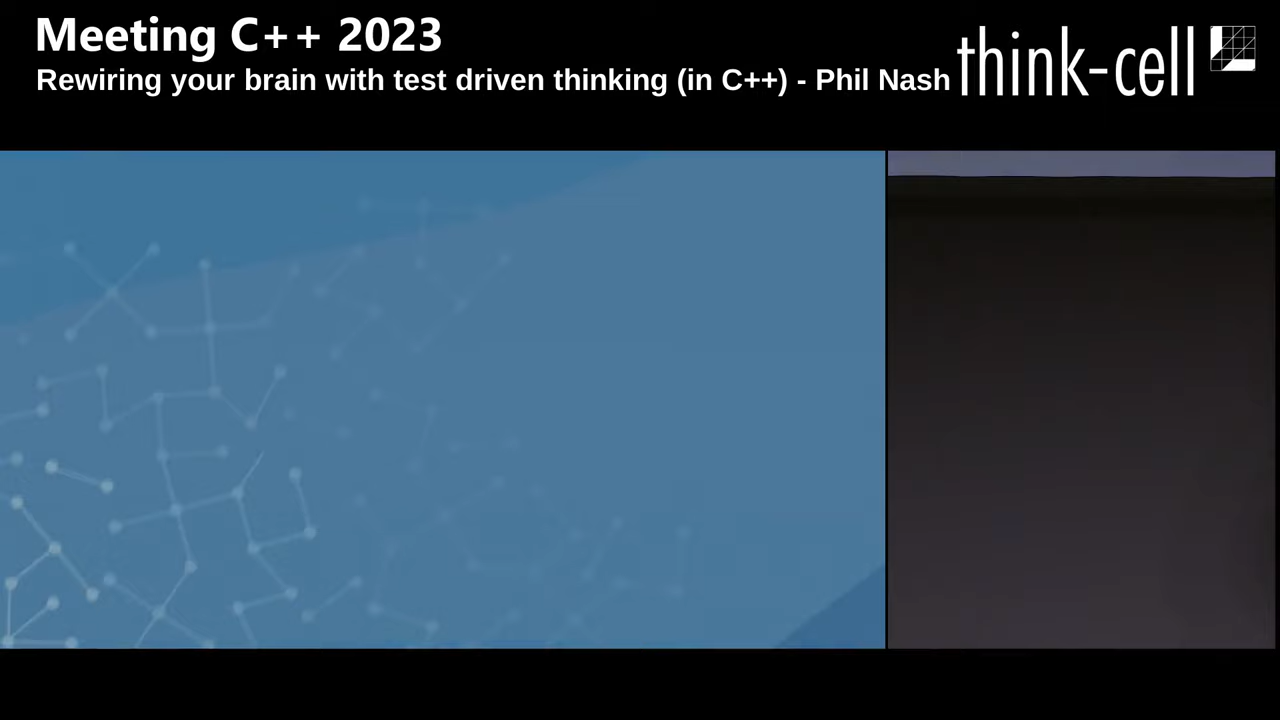 Meeting C++ 2023
Rewiring your brain with test driven thinking (in C++) - Phil Nash
think-cell